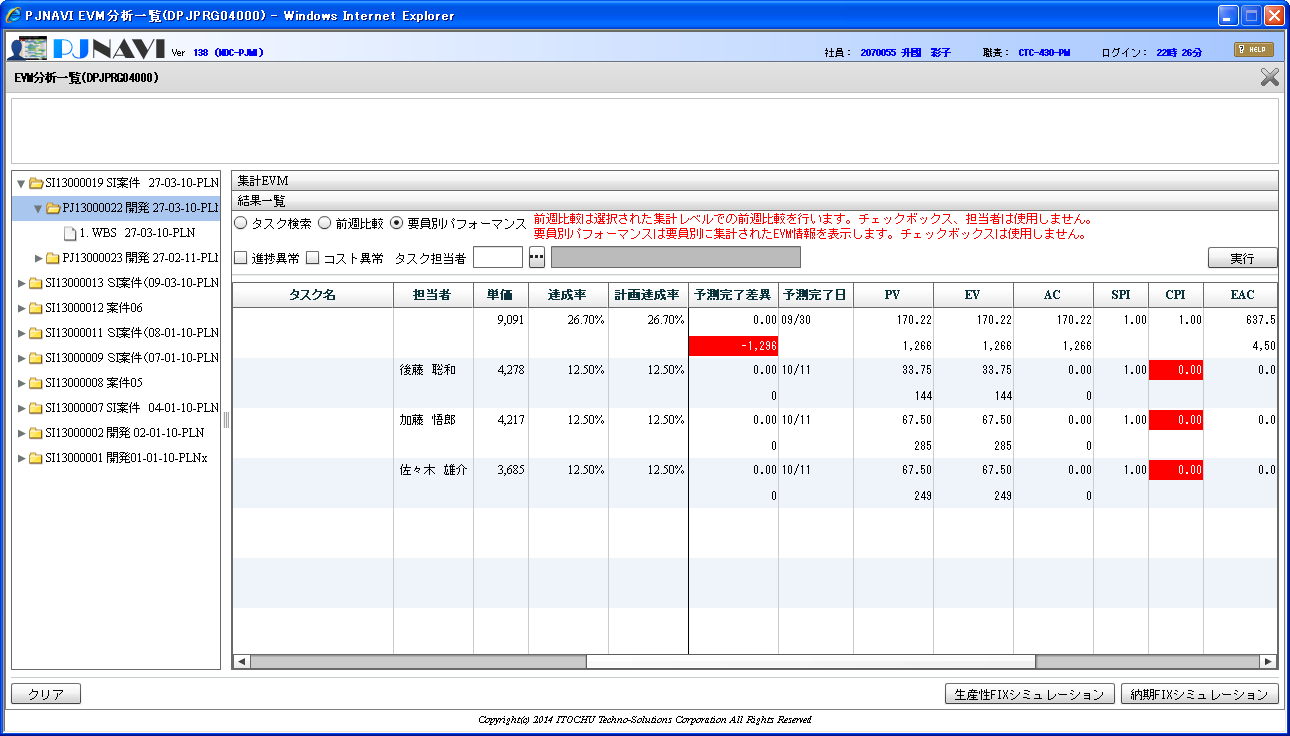 PJNAVI EVM分析一覧(DPJPRG04000) - Windows Internet Explorer
PJNAVI Ver 138 (NDC-PJMI) 社員: 2070055 升國 彩子 職責: CTC-430-PM ログイン: 22時 26分 ? HELP
EVM分析一覧(DPJPRG04000)
SI13000019 SI案件 27-03-10-PLN
PJ13000022 開発 27-03-10-PLN
1. WBS 27-03-10-PLN
PJ13000023 開発 27-02-11-PLN
SI13000013 SI案件(09-03-10-PLN
SI13000012 案件06
SI13000011 SI案件(08-01-10-PLN
SI13000009 SI案件(07-01-10-PLN
SI13000008 案件05
SI13000007 SI案件 04-01-10-PLN
SI13000002 開発 02-01-10-PLN
SI13000001 開発01-01-10-PLNx
集計EVM
結果一覧
タスク検索 前週比較 要員別パフォーマンス
前週比較は選択された集計レベルでの前週比較を行います。チェックボックス、担当者は使用しません。
要員別パフォーマンスは要員別に集計されたEVM情報を表示します。チェックボックスは使用しません。
進捗異常 コスト異常 タスク担当者 ... 実行
タスク名 担当者 単価 達成率 計画達成率 予測完了差異 予測完了日 PV EV AC SPI CPI EAC
9,091 26.70% 26.70% 0.00 09/30 170.22 170.22 170.22 1.00 1.00 637.5
-1,296 1,266 1,266 1,266 4,50
後藤 聡和 4,278 12.50% 12.50% 0.00 10/11 33.75 33.75 0.00 1.00 0.00 0.0
0 144 144 0
加藤 悟郎 4,217 12.50% 12.50% 0.00 10/11 67.50 67.50 0.00 1.00 0.00 0.0
0 285 285 0
佐々木 雄介 3,685 12.50% 12.50% 0.00 10/11 67.50 67.50 0.00 1.00 0.00 0.0
0 249 249 0
クリア 生産性FIXシミュレーション 納期FIXシミュレーション
Copyright(c) 2014 ITOCHU Techno-Solutions Corporation All Rights Reserved